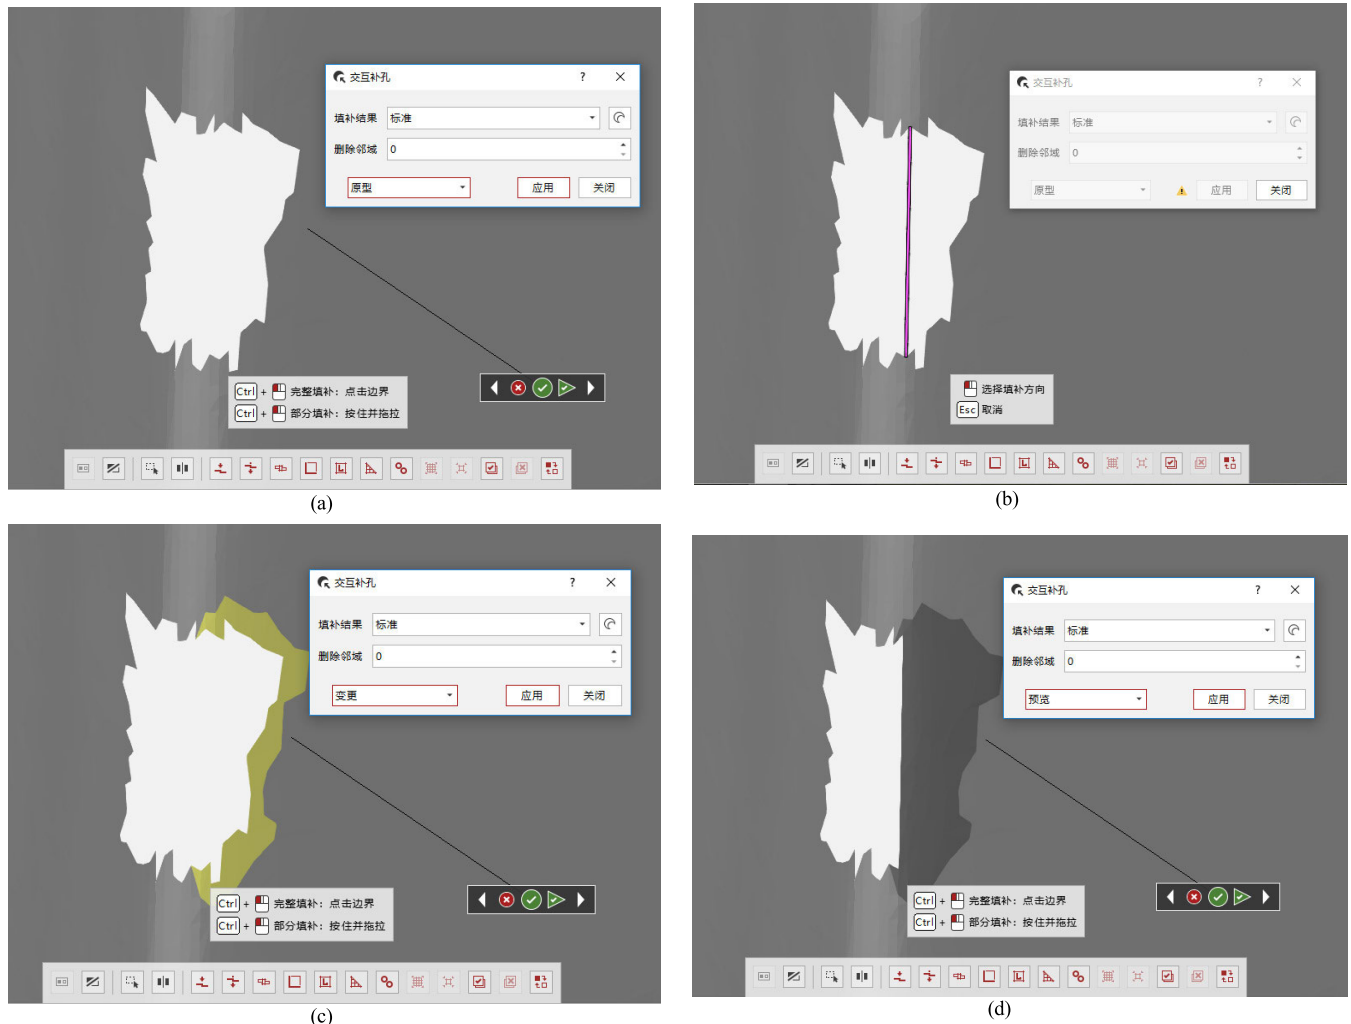 交互补孔 ?
填补结果 标准
删除邻域 0
原型 应用 关闭
Ctrl + 完整填补：点击边界
Ctrl + 部分填补：按住并拖拉
(a)
交互补孔 ?
填补结果 标准
删除邻域 0
原型 应用 关闭
选择填补方向
Esc 取消
(b)
交互补孔 ?
填补结果 标准
删除邻域 0
变更 应用 关闭
Ctrl + 完整填补：点击边界
Ctrl + 部分填补：按住并拖拉
(c)
交互补孔 ?
填补结果 标准
删除邻域 0
预览 应用 关闭
Ctrl + 完整填补：点击边界
Ctrl + 部分填补：按住并拖拉
(d)